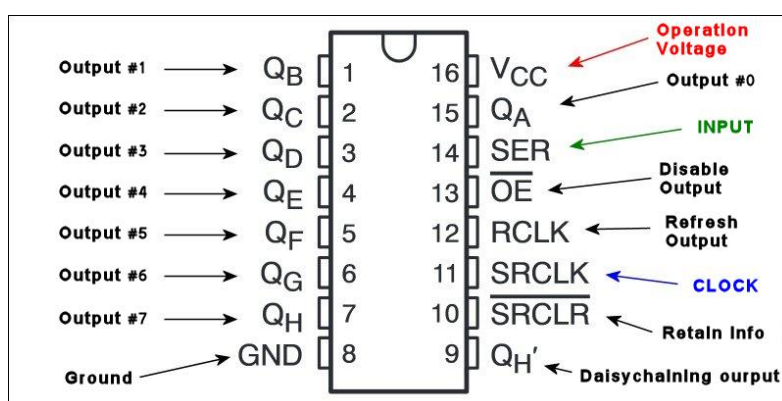 Operation
Voltage
Output #1 QB 1 16 VCC
Output #0
Output #2 QC 2 15 QA
INPUT
Output #3 QD 3 14 SER
Disable
Output
Output #4 QE 4 13 OE
Refresh
Output
Output #5 QF 5 12 RCLK
Output #6 QG 6 11 SRCLK CLOCK
Output #7 QH 7 10 SRCLR Retain Info
Ground GND 8 9 QH' Daisychaining ourput